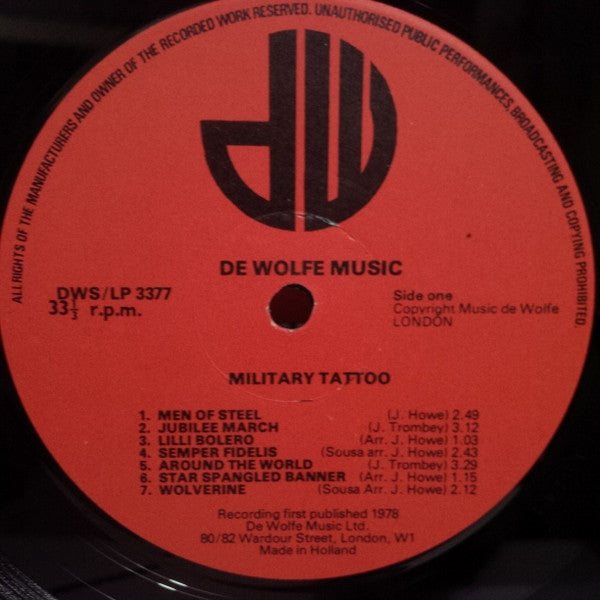 ALL RIGHTS OF THE MANUFACTURERS AND OWNER OF THE RECORDED WORK RESERVED. UNAUTHORISED PUBLIC PERFORMANCES, BROADCASTING AND COPYING PROHIBITED.
dW
DE WOLFE MUSIC
DWS/LP 3377
33⅓ r.p.m.
Side one
Copyright Music de Wolfe
LONDON
MILITARY TATTOO
1. MEN OF STEEL (J. Howe) 2.49
2. JUBILEE MARCH (J. Trombey) 3.12
3. LILLI BOLERO (Arr. J. Howe) 1.03
4. SEMPER FIDELIS (Sousa arr. J. Howe) 2.43
5. AROUND THE WORLD (J. Trombey) 3.29
6. STAR SPANGLED BANNER (Arr. J. Howe) 1.15
7. WOLVERINE (Sousa Arr. J. Howe) 2.12
Recording first published 1978
De Wolfe Music Ltd.
80/82 Wardour Street, London, W1
Made in Holland